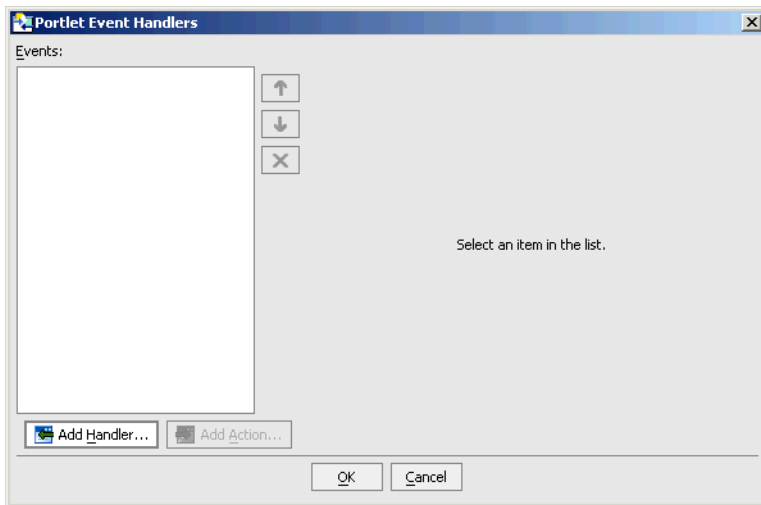 Portlet Event Handlers
Events:
Select an item in the list.
Add Handler... Add Action...
OK Cancel